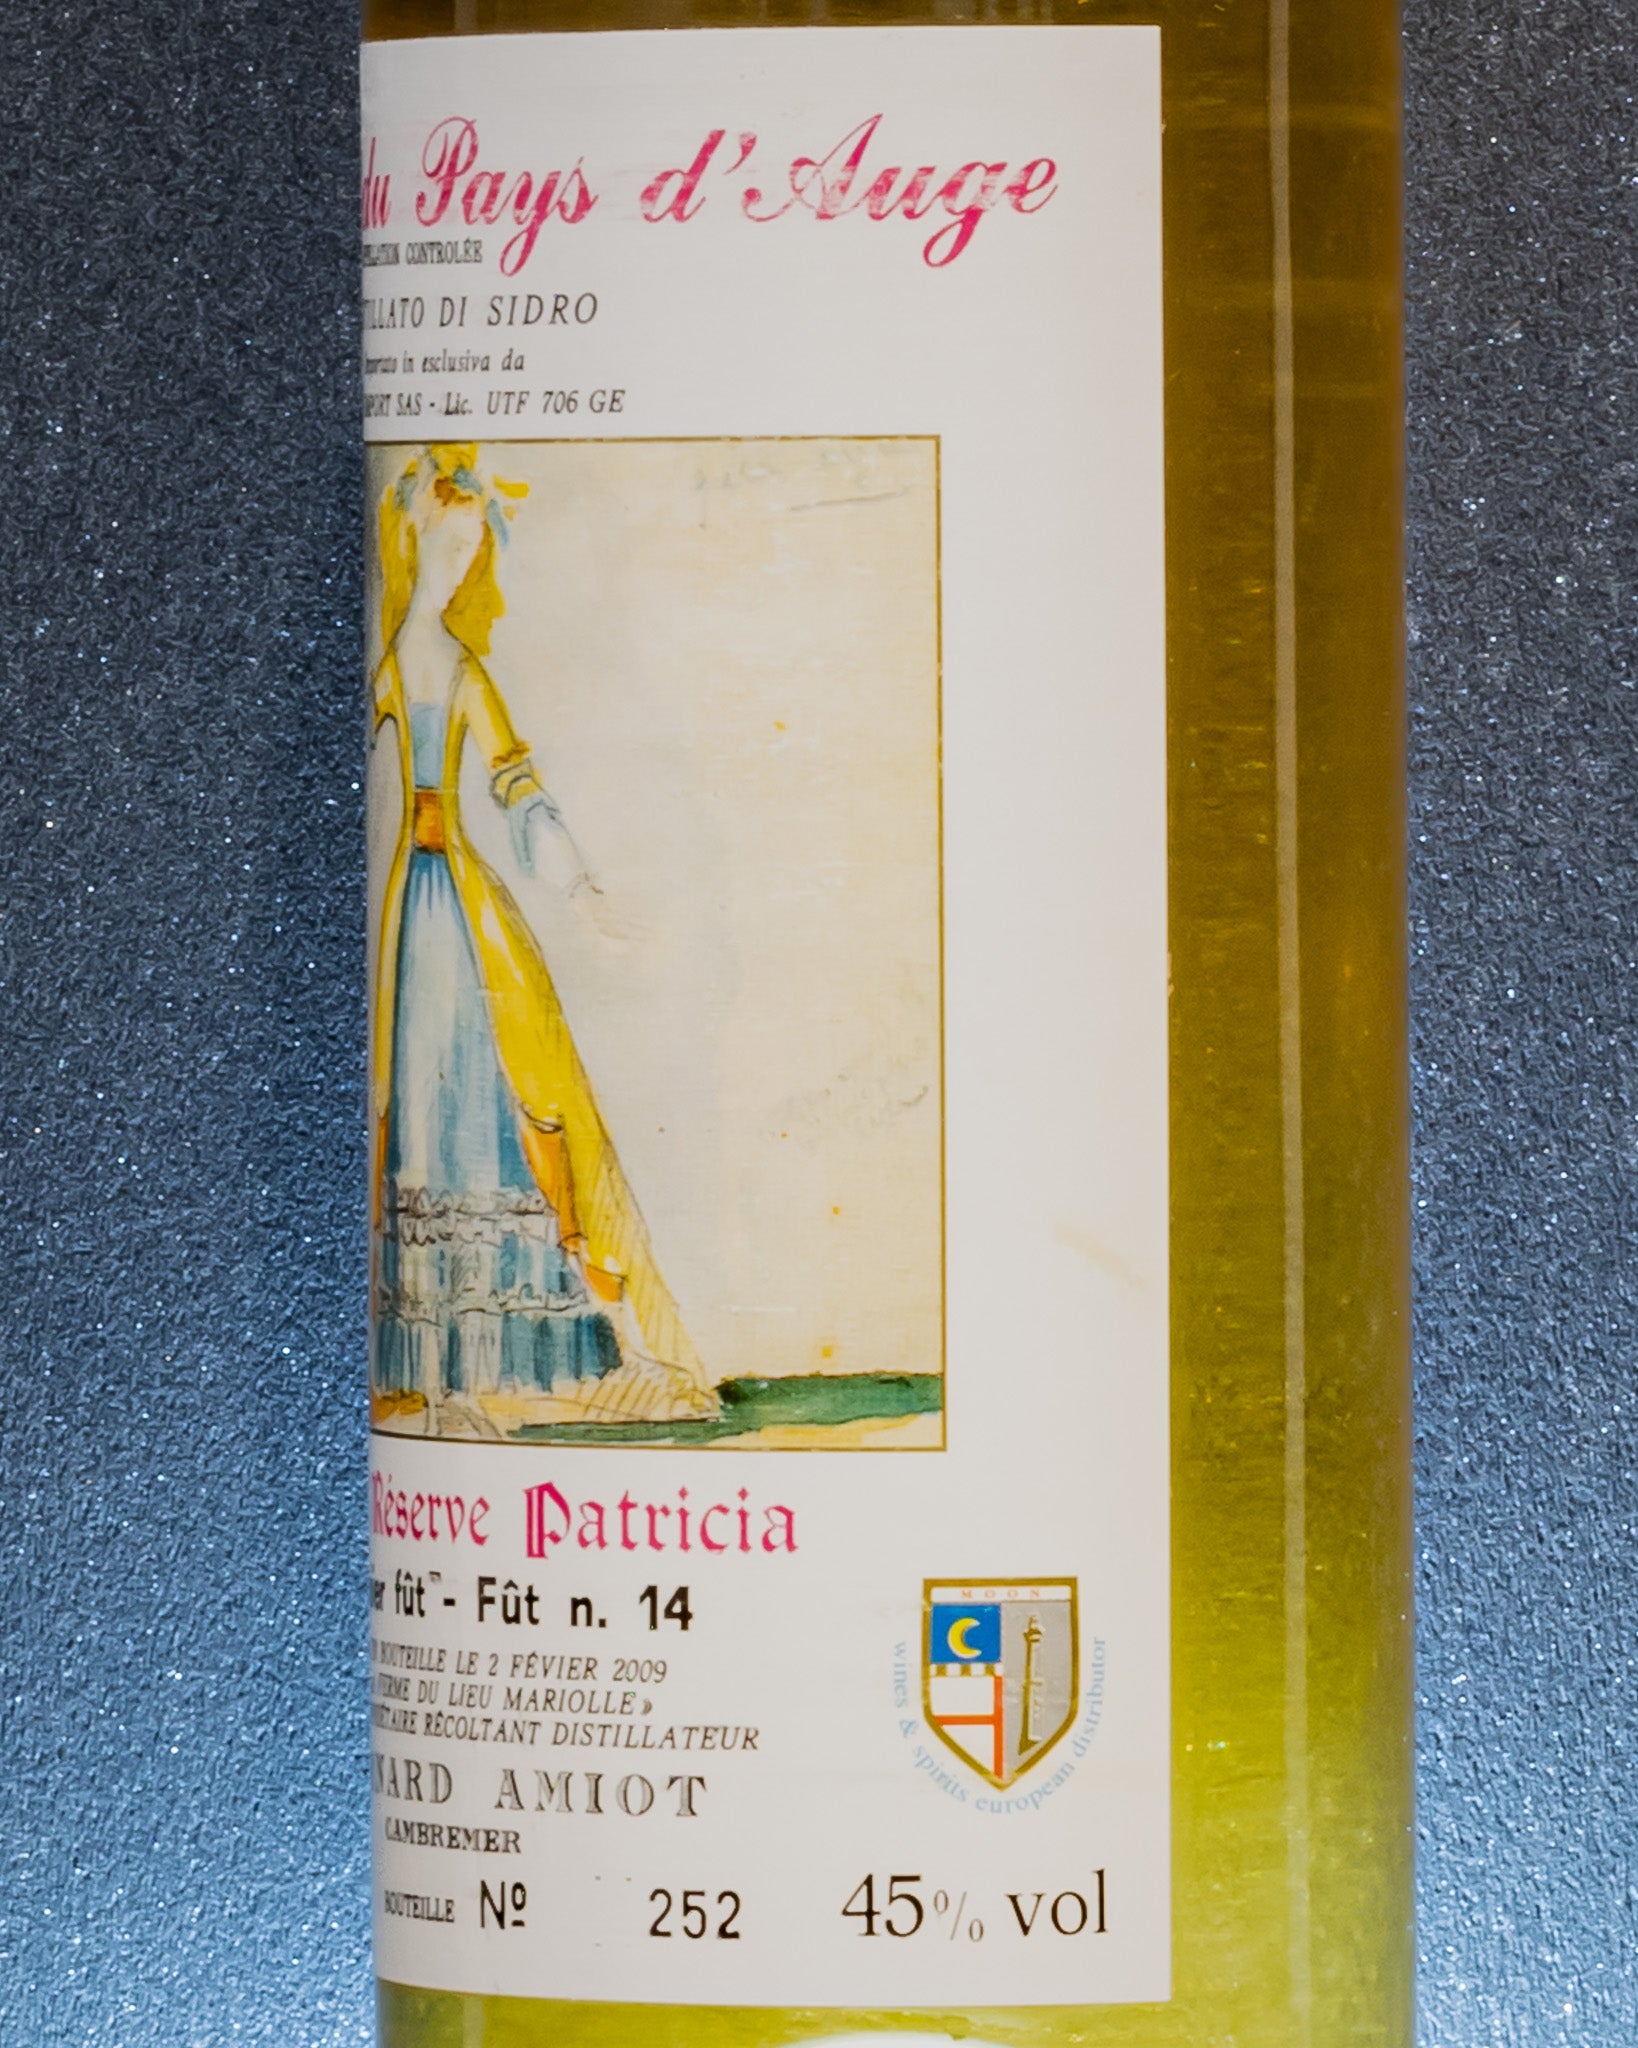 du Pays d'Auge
CONTROLÉE
DI SIDRO
in esclusiva da
SAS - Lic. UTF 706 GE
Réserve Patricia
fût" - Fût n. 14
BOUTEILLE LE 2 FÉVIER 2009
FERME DU LIEU MARIOLLE »
RÉCOLTANT DISTILLATEUR
AMIOT
CAMBREMER
BOUTEILLE Nº 252
45% vol
MOON
wines & spirits european distributor